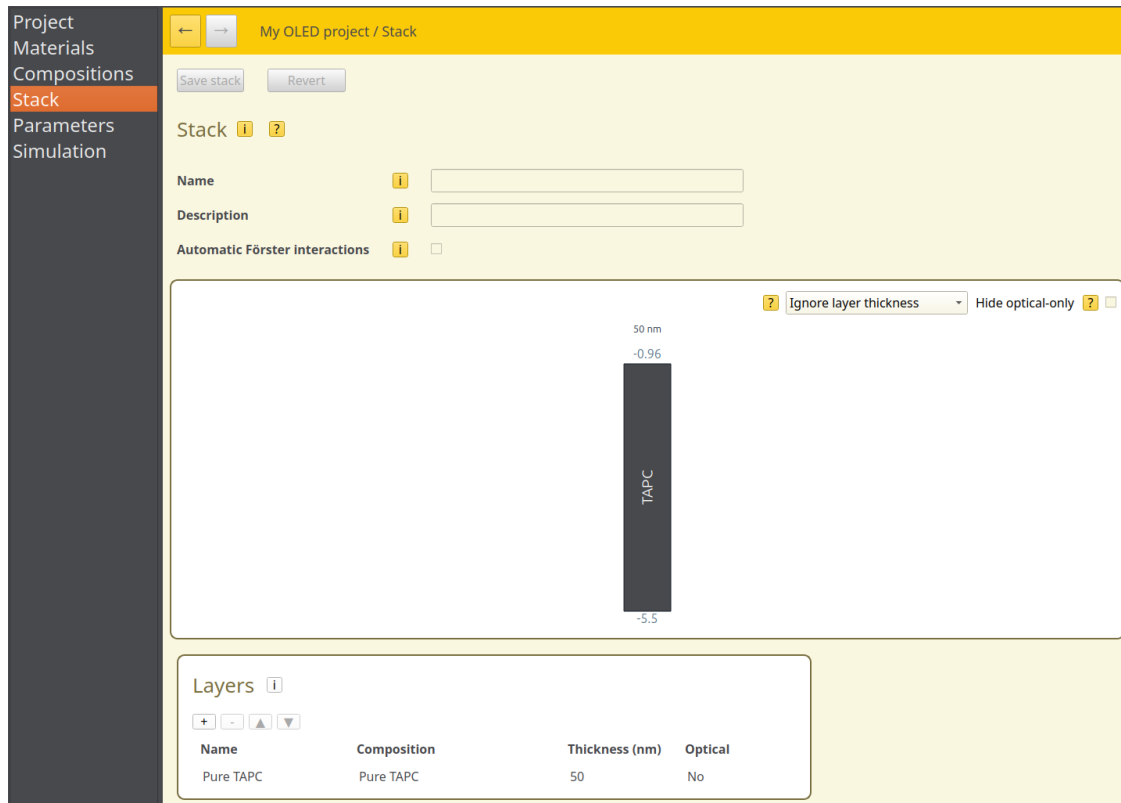 Project
Materials
Compositions
Stack
Parameters
Simulation
← → My OLED project / Stack
Save stack Revert
Stack i ?
Name i
Description i
Automatic Förster interactions i
? Ignore layer thickness Hide optical-only ?
50 nm
-0.96
TAPC
-5.5
Layers i
+ - ▲ ▼
Name Composition Thickness (nm) Optical
Pure TAPC Pure TAPC 50 No